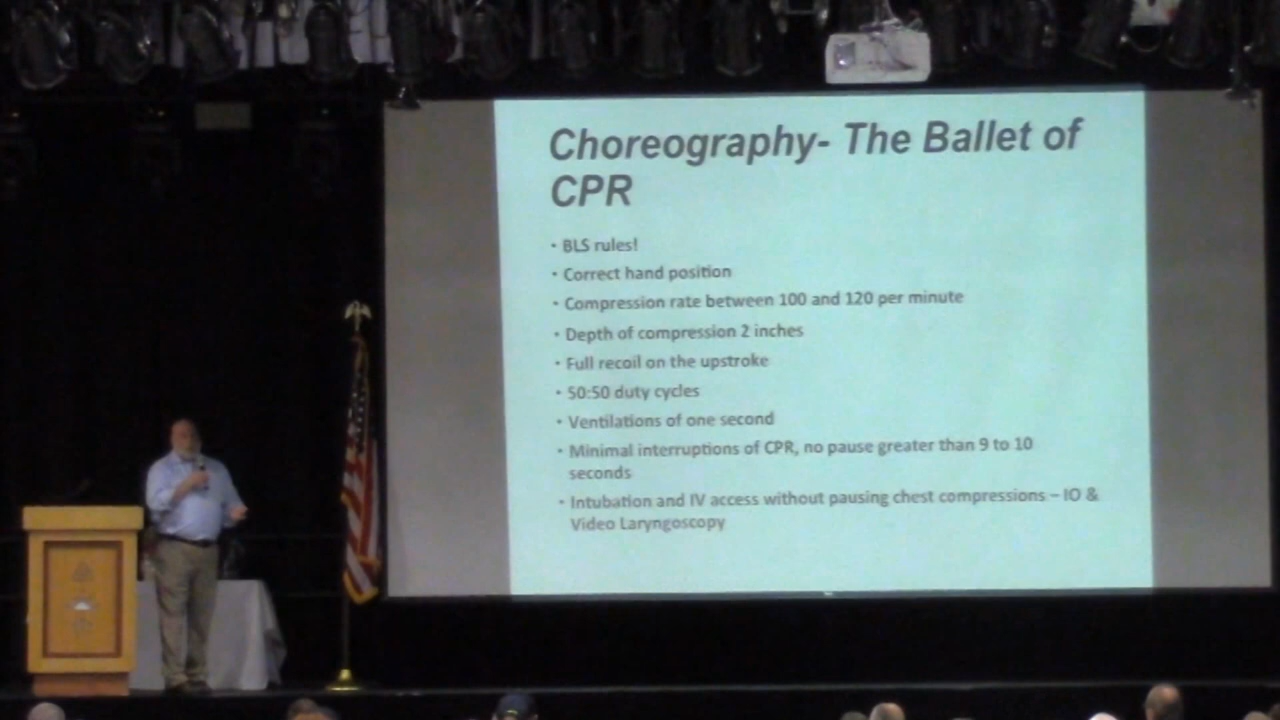 Choreography- The Ballet of
CPR
• BLS rules!
• Correct hand position
• Compression rate between 100 and 120 per minute
• Depth of compression 2 inches
• Full recoil on the upstroke
• 50:50 duty cycles
• Ventilations of one second
• Minimal interruptions of CPR, no pause greater than 9 to 10
seconds
• Intubation and IV access without pausing chest compressions – IO &
Video Laryngoscopy